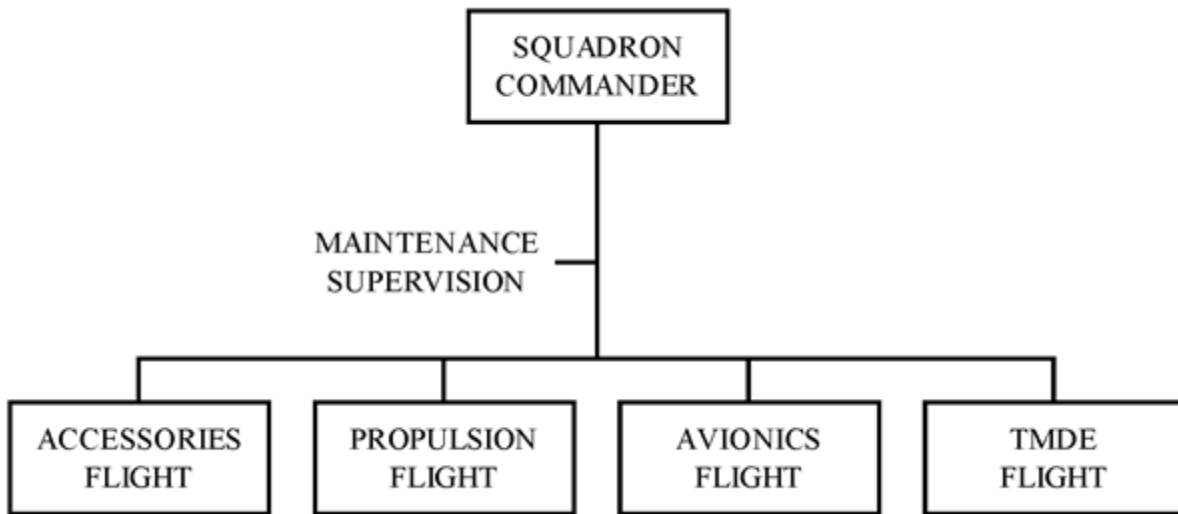 SQUADRON
COMMANDER
MAINTENANCE
SUPERVISION
ACCESSORIES
FLIGHT
PROPULSION
FLIGHT
AVIONICS
FLIGHT
TMDE
FLIGHT